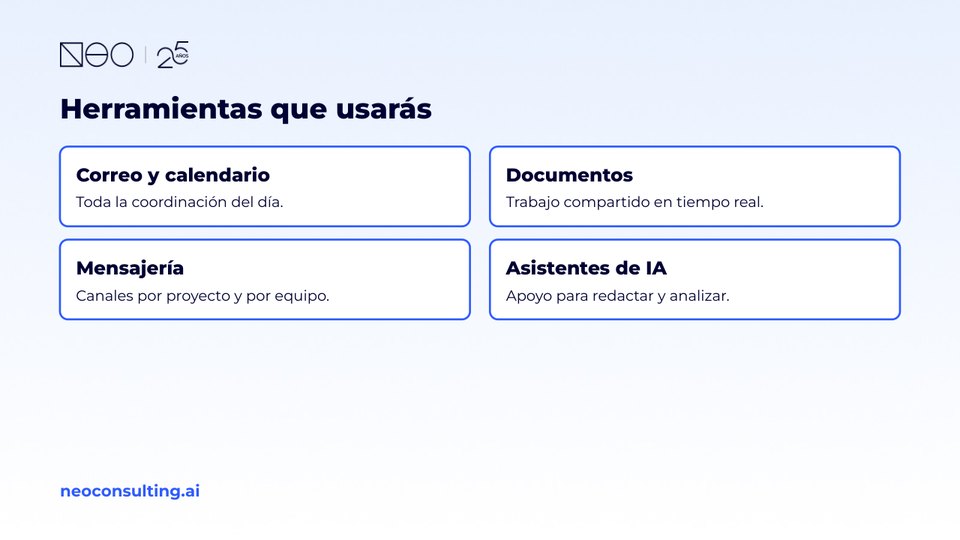 NEO | 25 AÑOS
Herramientas que usarás
Correo y calendario
Toda la coordinación del día.
Documentos
Trabajo compartido en tiempo real.
Mensajería
Canales por proyecto y por equipo.
Asistentes de IA
Apoyo para redactar y analizar.
neoconsulting.ai